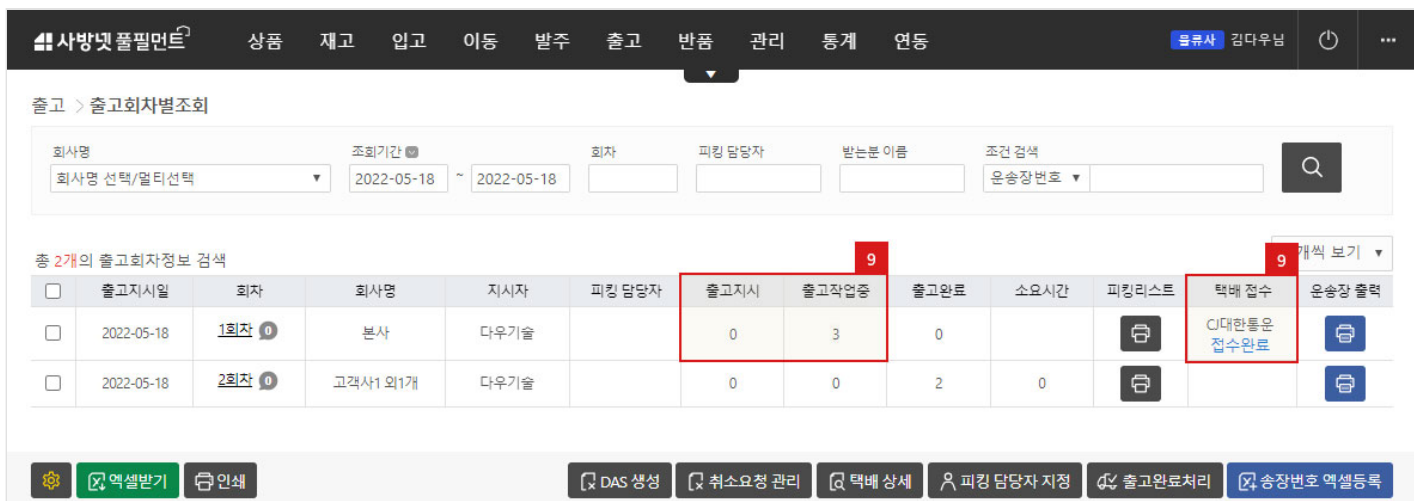 사방넷 풀필먼트 상품 재고 입고 이동 발주 출고 반품 관리 통계 연동 물류사 김다우님 ...
▼
출고 > 출고회차별조회
회사명 조회기간 회차 피킹 담당자 받는분 이름 조건 검색
회사명 선택/멀티선택 ▼ 2022-05-18 ~ 2022-05-18 운송장번호 ▼
총 2개의 출고회차정보 검색 9 9 개씩 보기 ▼
출고지시일 회차 회사명 지시자 피킹 담당자 출고지시 출고작업중 출고완료 소요시간 피킹리스트 택배 접수 운송장 출력
2022-05-18 1회차 0 본사 다우기술 0 3 0 CJ대한통운
접수완료
2022-05-18 2회차 0 고객사1 외1개 다우기술 0 0 2 0
엑셀받기 인쇄 DAS 생성 취소요청 관리 택배 상세 피킹 담당자 지정 출고완료처리 송장번호 엑셀등록